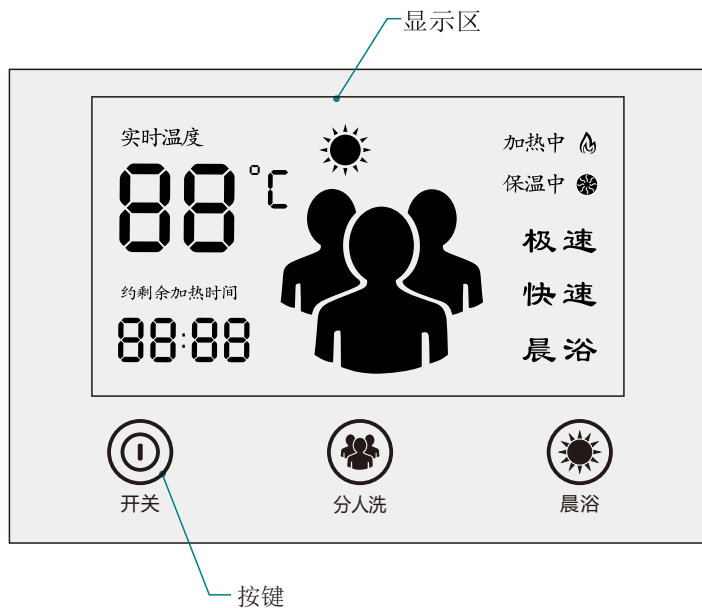 显示区
实时温度
88℃
约剩余加热时间
88:88
加热中
保温中
极速
快速
晨浴
开关
分人洗
晨浴
按键